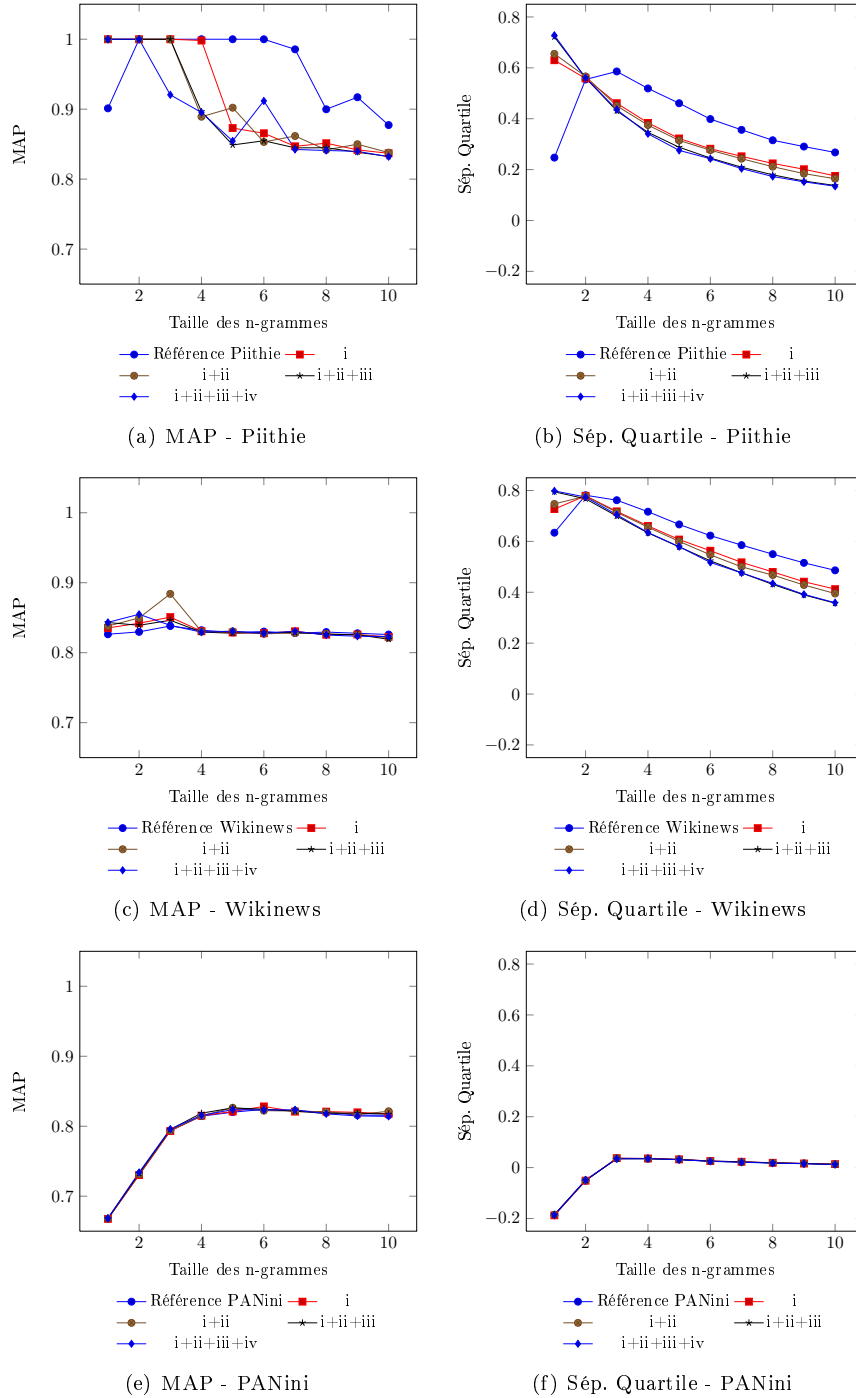 1
0.9
0.8
0.7
MAP
2 4 6 8 10
Taille des n-grammes
Référence Piithie i
i+ii i+ii+iii
i+ii+iii+iv
(a) MAP - Piithie
0.8
0.6
0.4
0.2
0
−0.2
Sép. Quartile
2 4 6 8 10
Taille des n-grammes
Référence Piithie i
i+ii i+ii+iii
i+ii+iii+iv
(b) Sép. Quartile - Piithie
1
0.9
0.8
0.7
MAP
2 4 6 8 10
Taille des n-grammes
Référence Wikinews i
i+ii i+ii+iii
i+ii+iii+iv
(c) MAP - Wikinews
0.8
0.6
0.4
0.2
0
−0.2
Sép. Quartile
2 4 6 8 10
Taille des n-grammes
Référence Wikinews i
i+ii i+ii+iii
i+ii+iii+iv
(d) Sép. Quartile - Wikinews
1
0.9
0.8
0.7
MAP
2 4 6 8 10
Taille des n-grammes
Référence PANini i
i+ii i+ii+iii
i+ii+iii+iv
(e) MAP - PANini
0.8
0.6
0.4
0.2
0
−0.2
Sép. Quartile
2 4 6 8 10
Taille des n-grammes
Référence PANini i
i+ii i+ii+iii
i+ii+iii+iv
(f) Sép. Quartile - PANini